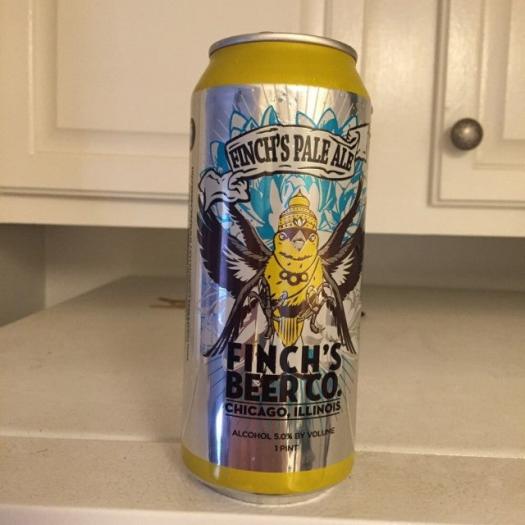 FINCH'S PALE ALE
FINCH'S
BEER CO.
CHICAGO, ILLINOIS
ALCOHOL 5.0% BY VOLUME
1 PINT